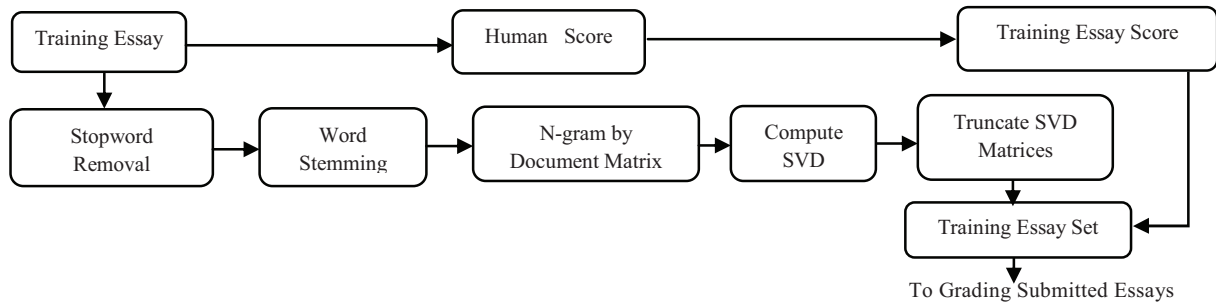 Training Essay
Human Score
Training Essay Score
Stopword
Removal
Word
Stemming
N-gram by
Document Matrix
Compute
SVD
Truncate SVD
Matrices
Training Essay Set
To Grading Submitted Essays